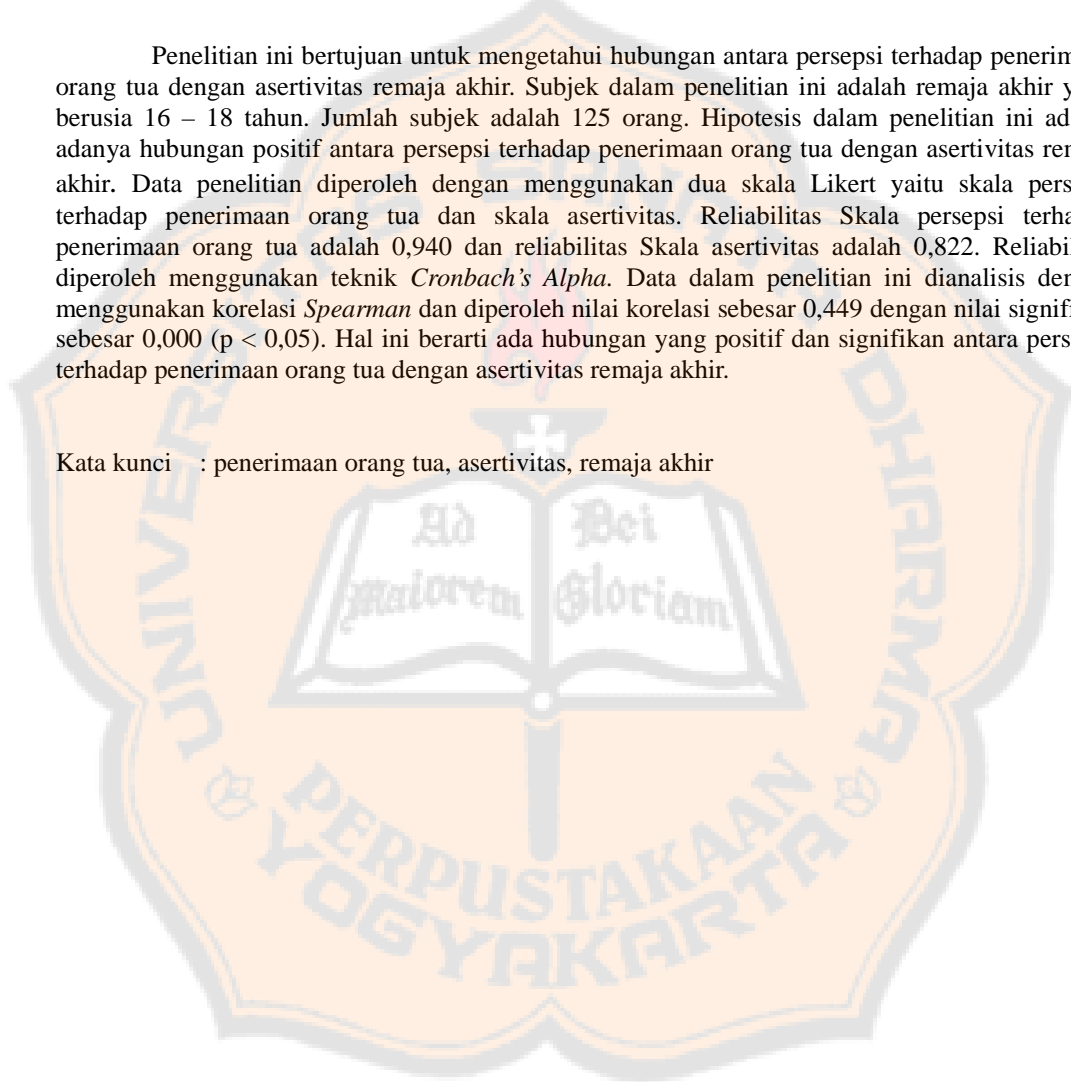 Penelitian ini bertujuan untuk mengetahui hubungan antara persepsi terhadap penerim
orang tua dengan asertivitas remaja akhir. Subjek dalam penelitian ini adalah remaja akhir y
berusia 16 – 18 tahun. Jumlah subjek adalah 125 orang. Hipotesis dalam penelitian ini ad
adanya hubungan positif antara persepsi terhadap penerimaan orang tua dengan asertivitas rem
akhir. Data penelitian diperoleh dengan menggunakan dua skala Likert yaitu skala pers
terhadap penerimaan orang tua dan skala asertivitas. Reliabilitas Skala persepsi terha
penerimaan orang tua adalah 0,940 dan reliabilitas Skala asertivitas adalah 0,822. Reliabil
diperoleh menggunakan teknik Cronbach’s Alpha. Data dalam penelitian ini dianalisis den
menggunakan korelasi Spearman dan diperoleh nilai korelasi sebesar 0,449 dengan nilai signifi
sebesar 0,000 (p < 0,05). Hal ini berarti ada hubungan yang positif dan signifikan antara pers
terhadap penerimaan orang tua dengan asertivitas remaja akhir.
Kata kunci : penerimaan orang tua, asertivitas, remaja akhir
UNIVERSITAS SANATA DHARMA
Ad
maiorem
Dei
Gloriam
PERPUSTAKAAN
YOGYAKARTA